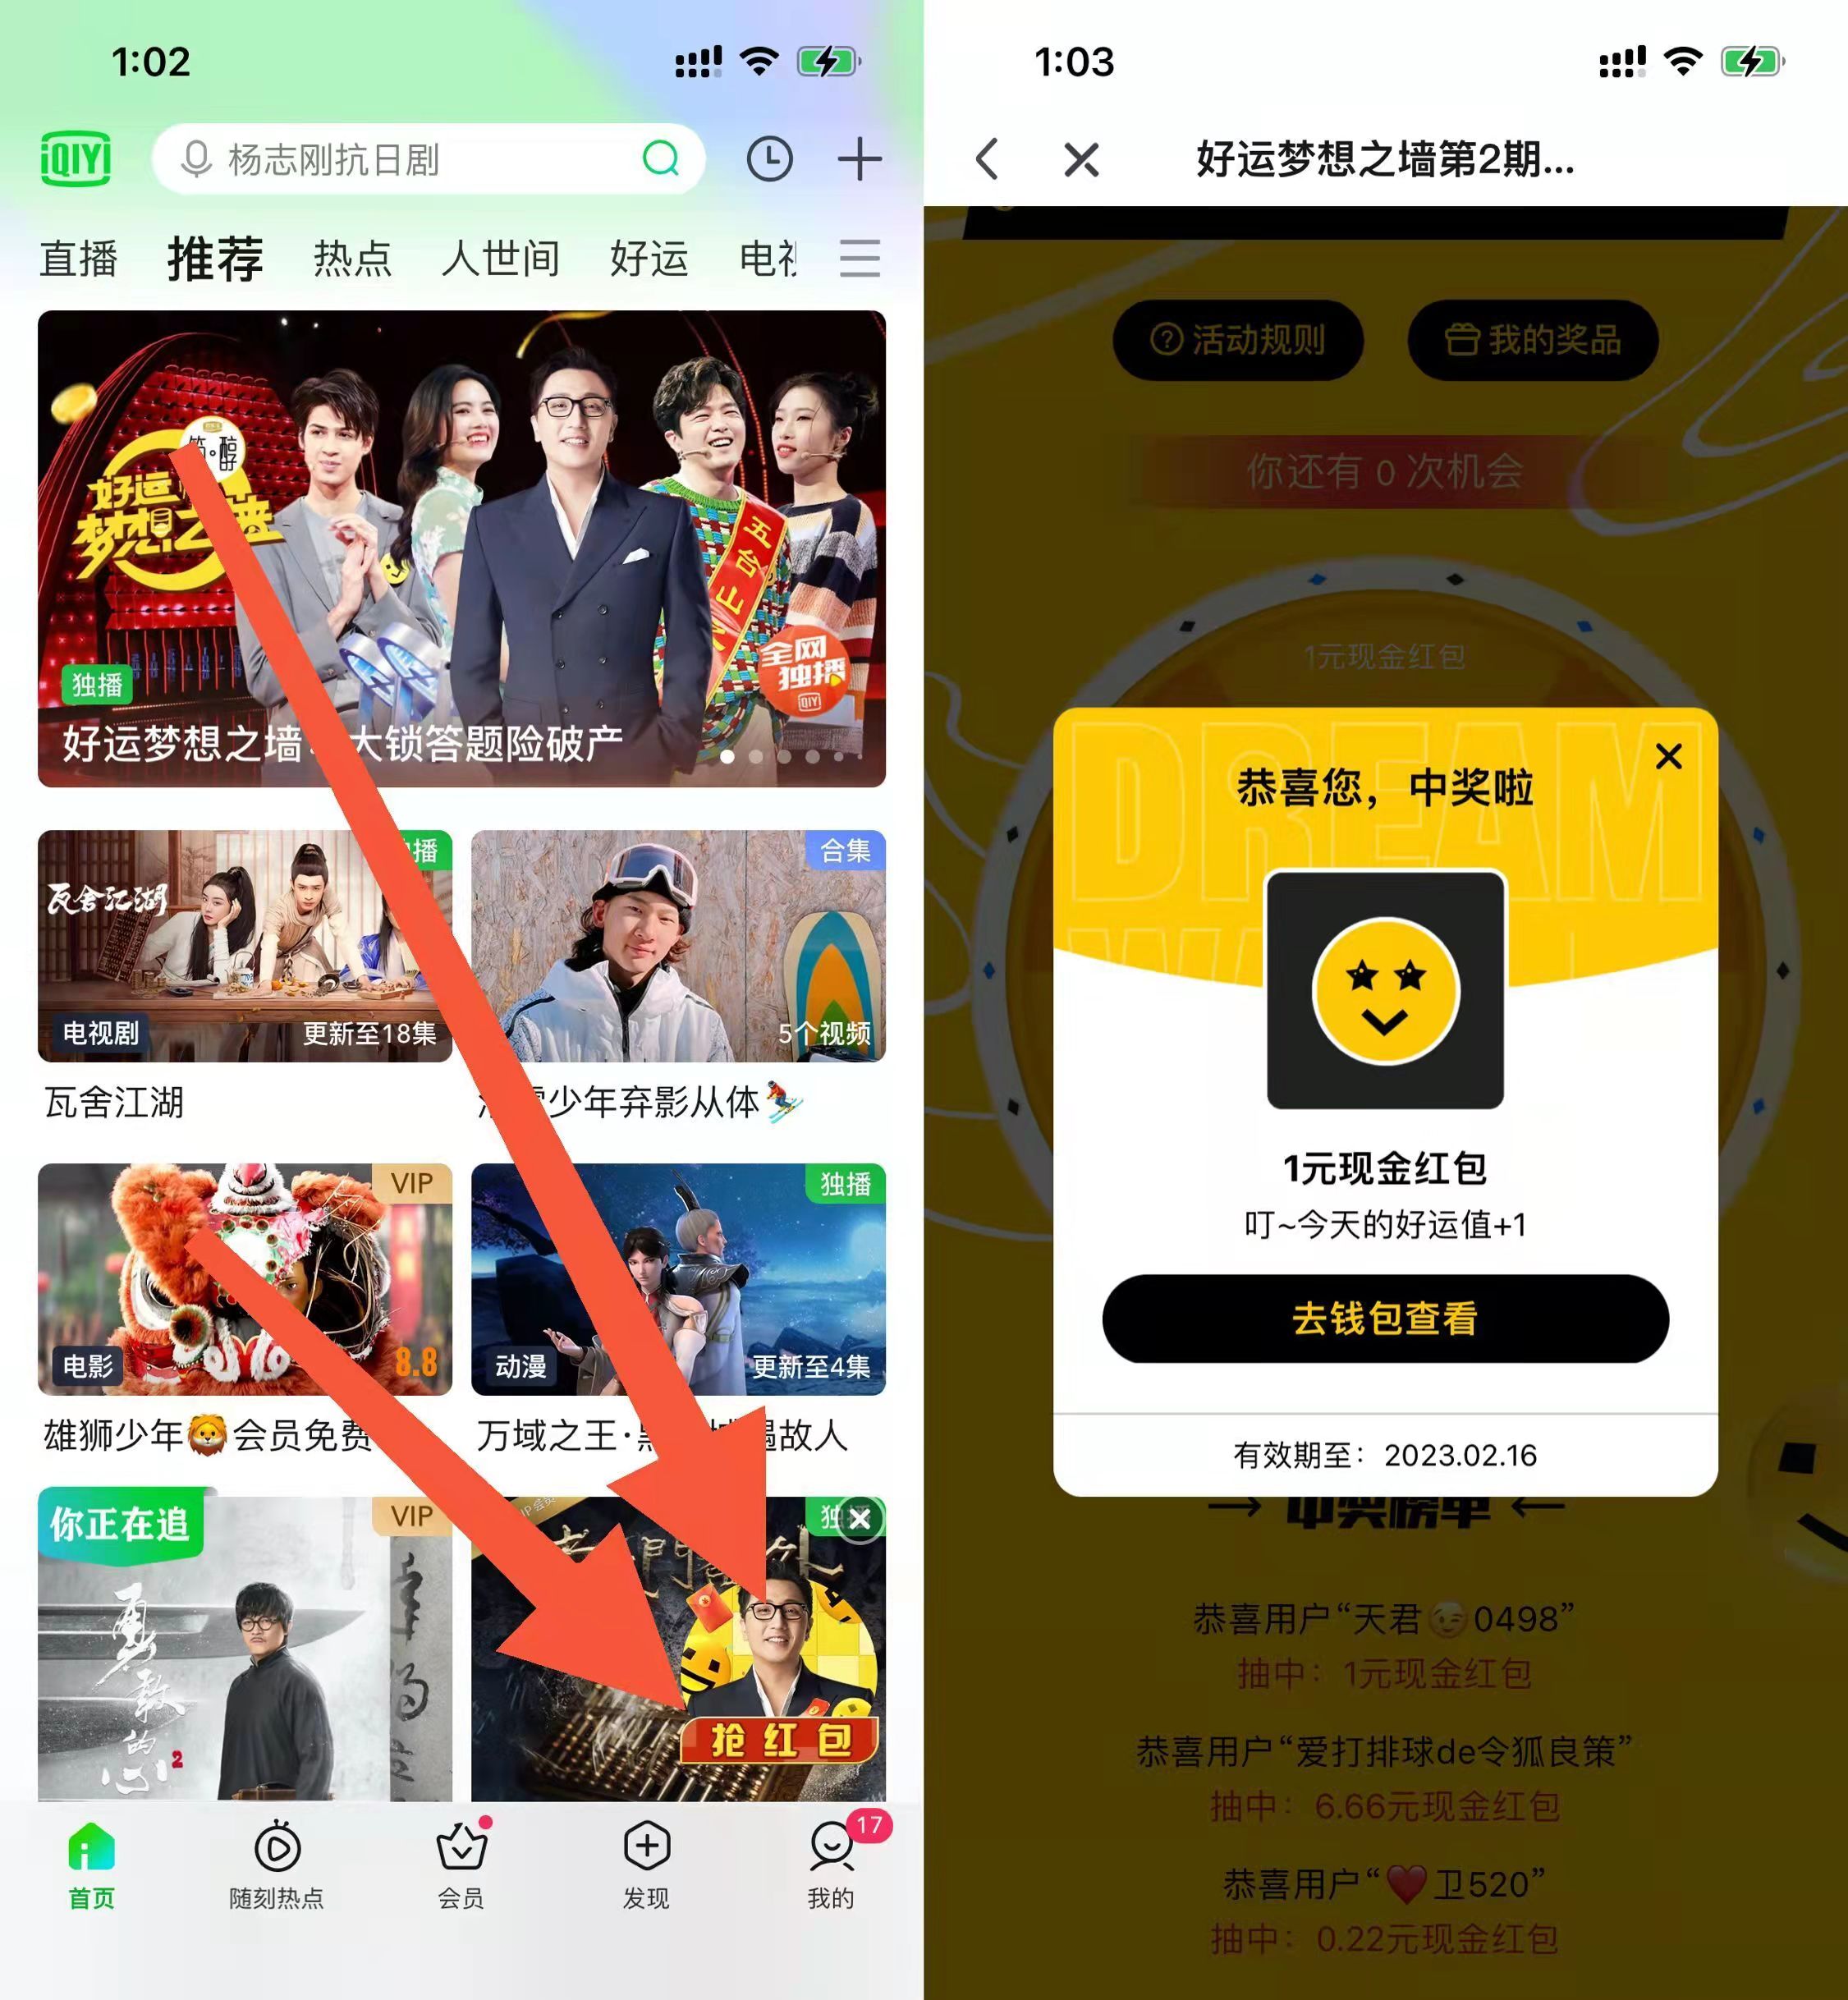 1:02
iQIYI
杨志刚抗日剧
直播 推荐 热点 人世间 好运 电视
好运
梦想之墙
五台山
全网
独播
iQIYI
独播
好运梦想之墙 大锁答题险破产
独播
瓦舍江湖
电视剧 更新至18集
瓦舍江湖
合集
5个视频
少年弃影从体
VIP
电影 8.8
雄狮少年 会员免费
独播
动漫 更新至4集
万域之王· 遇故人
你正在追
VIP
勇敢的心2
独
抢红包
首页 随刻热点 会员 发现 我的
17
1:03
好运梦想之墙第2期...
活动规则 我的奖品
你还有 0 次机会
1元现金红包
DREAM
恭喜您，中奖啦
1元现金红包
叮~今天的好运值+1
去钱包查看
有效期至：2023.02.16
中奖榜单
恭喜用户“天君😉0498”
抽中：1元现金红包
恭喜用户“爱打排球de令狐良策”
抽中：6.66元现金红包
恭喜用户“❤️卫520”
抽中：0.22元现金红包